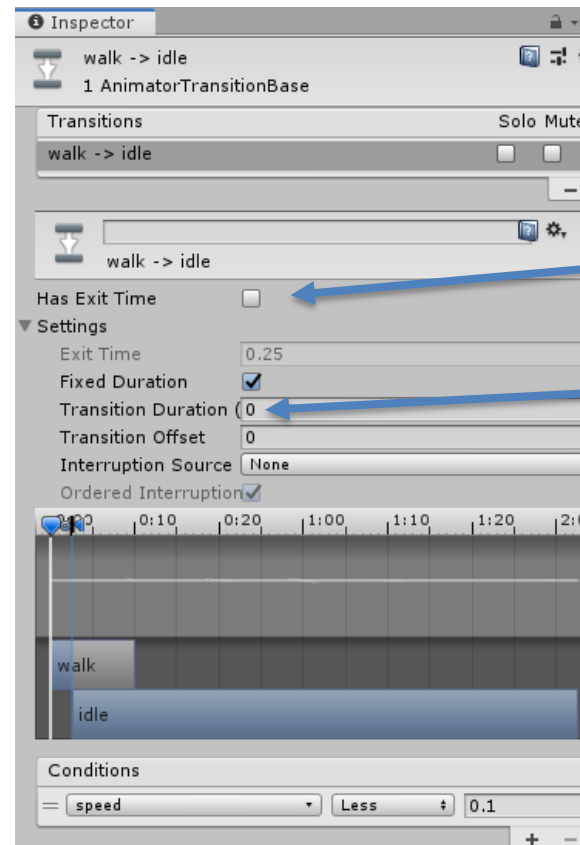 Inspector
walk -> idle
1 AnimatorTransitionBase
Transitions Solo Mute
walk -> idle
walk -> idle
Has Exit Time
Settings
Exit Time 0.25
Fixed Duration
Transition Duration ( 0
Transition Offset 0
Interruption Source None
Ordered Interruption
0:10 0:20 1:00 1:10 1:20 2:
walk
idle
Conditions
speed Less 0.1